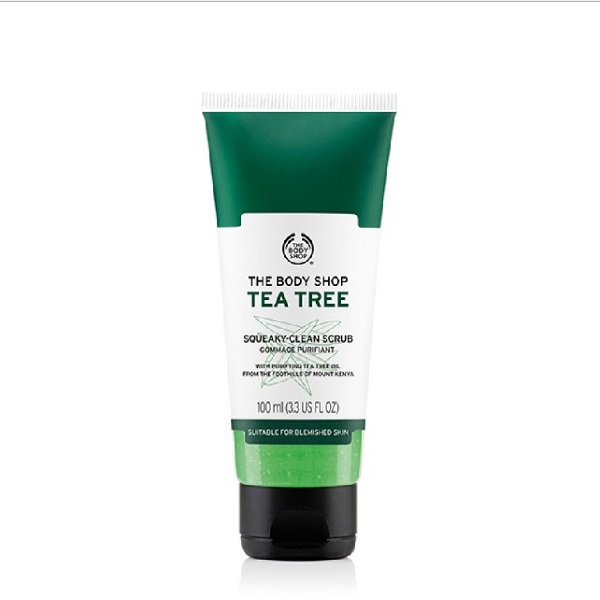 THE
BODY
SHOP
THE BODY SHOP
TEA TREE
SQUEAKY-CLEAN SCRUB
GOMMAGE PURIFIANT
WITH PURIFYING TEA TREE OIL
FROM THE FOOTHILLS OF MOUNT KENYA
100 ml (3.3 US FL OZ)
SUITABLE FOR BLEMISHED SKIN